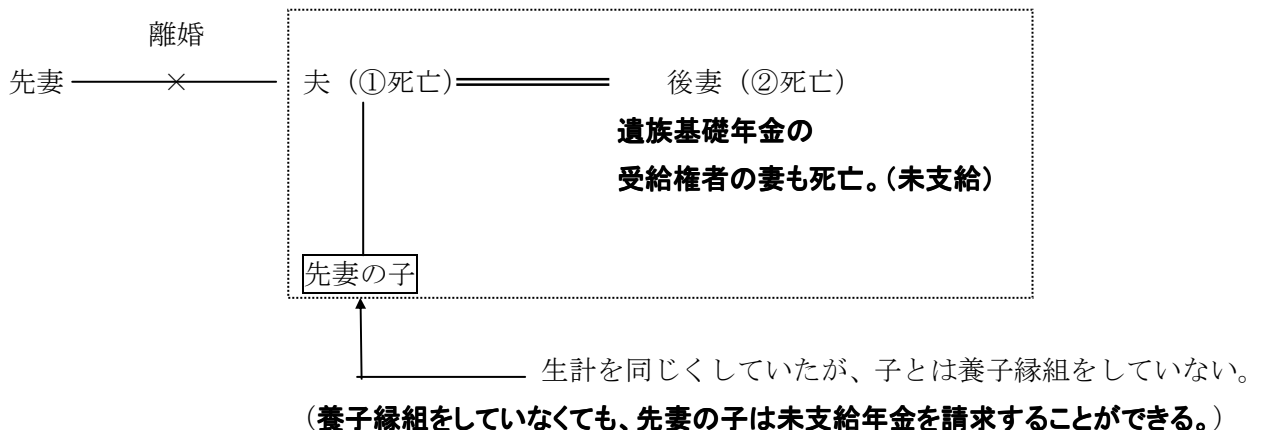 離婚
先妻 夫（①死亡） 後妻（②死亡）
遺族基礎年金の
受給権者の妻も死亡。（未支給）
先妻の子
生計を同じくしていたが、子とは養子縁組をしていない。
（養子縁組をしていなくても、先妻の子は未支給年金を請求することができる。）